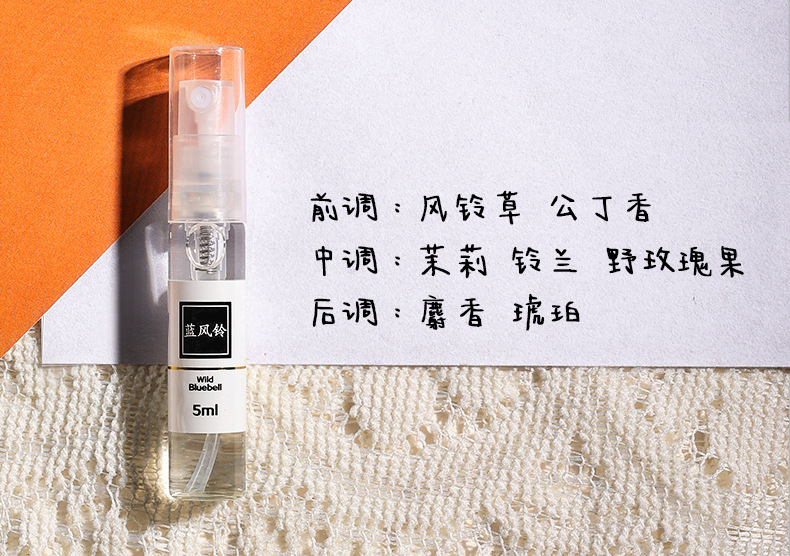 前调：风铃草 公丁香
中调：茉莉 铃兰 野玫瑰果
后调：麝香 琥珀
蓝风铃
Wild
Bluebell
5ml